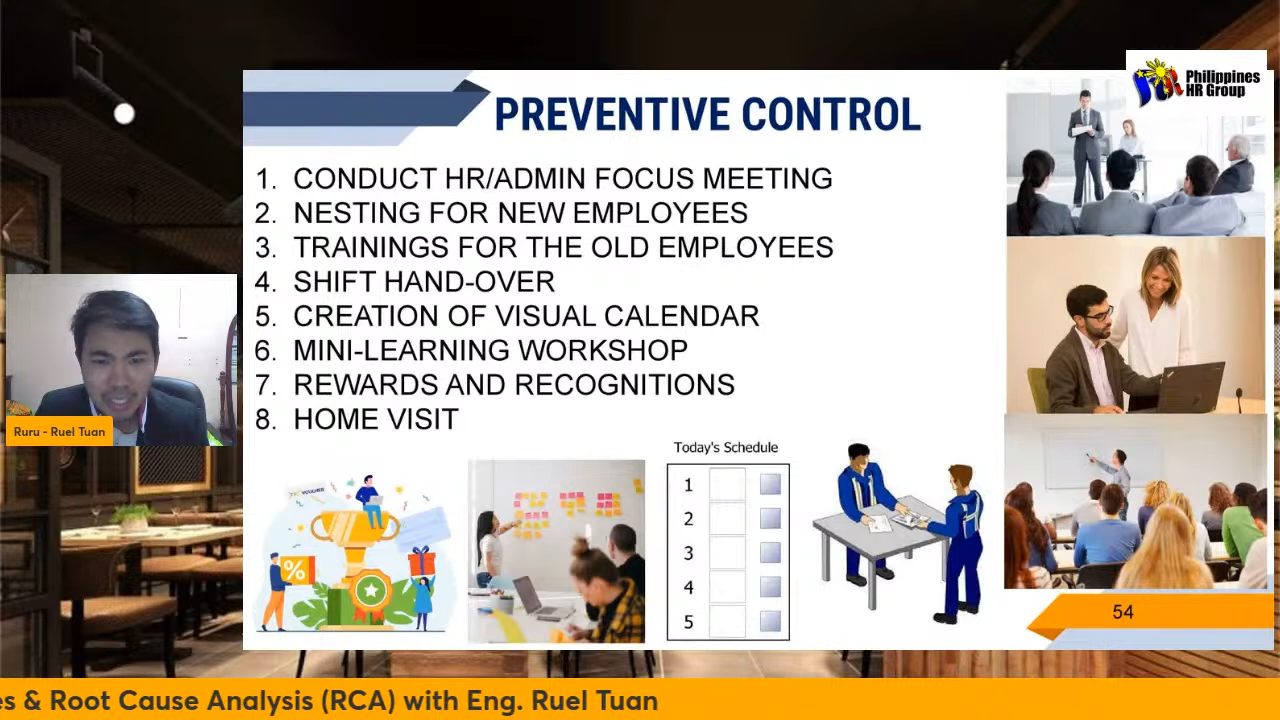 Philippines
HR Group
PREVENTIVE CONTROL
1. CONDUCT HR/ADMIN FOCUS MEETING
2. NESTING FOR NEW EMPLOYEES
3. TRAININGS FOR THE OLD EMPLOYEES
4. SHIFT HAND-OVER
5. CREATION OF VISUAL CALENDAR
6. MINI-LEARNING WORKSHOP
7. REWARDS AND RECOGNITIONS
8. HOME VISIT
Ruru - Ruel Tuan
Today's Schedule
1
2
3
4
5
VOUCHER
%
54
es & Root Cause Analysis (RCA) with Eng. Ruel Tuan